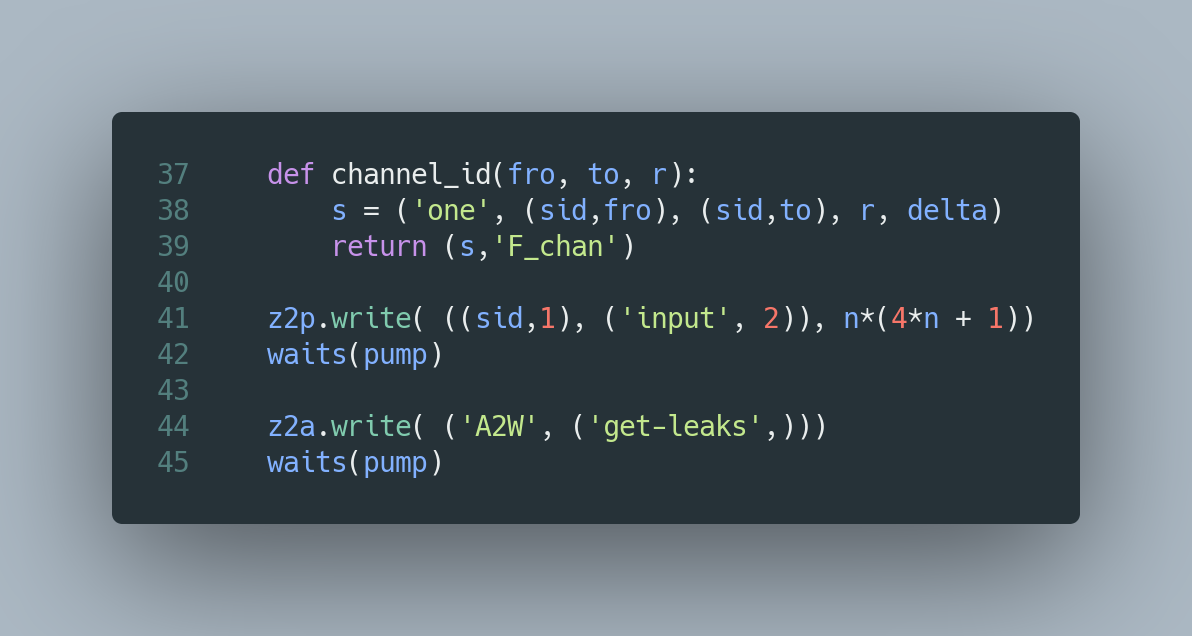 37 def channel_id(fro, to, r):
38 s = ('one', (sid,fro), (sid,to), r, delta)
39 return (s,'F_chan')
40
41 z2p.write( ((sid,1), ('input', 2)), n*(4*n + 1))
42 waits(pump)
43
44 z2a.write( ('A2W', ('get-leaks',)))
45 waits(pump)